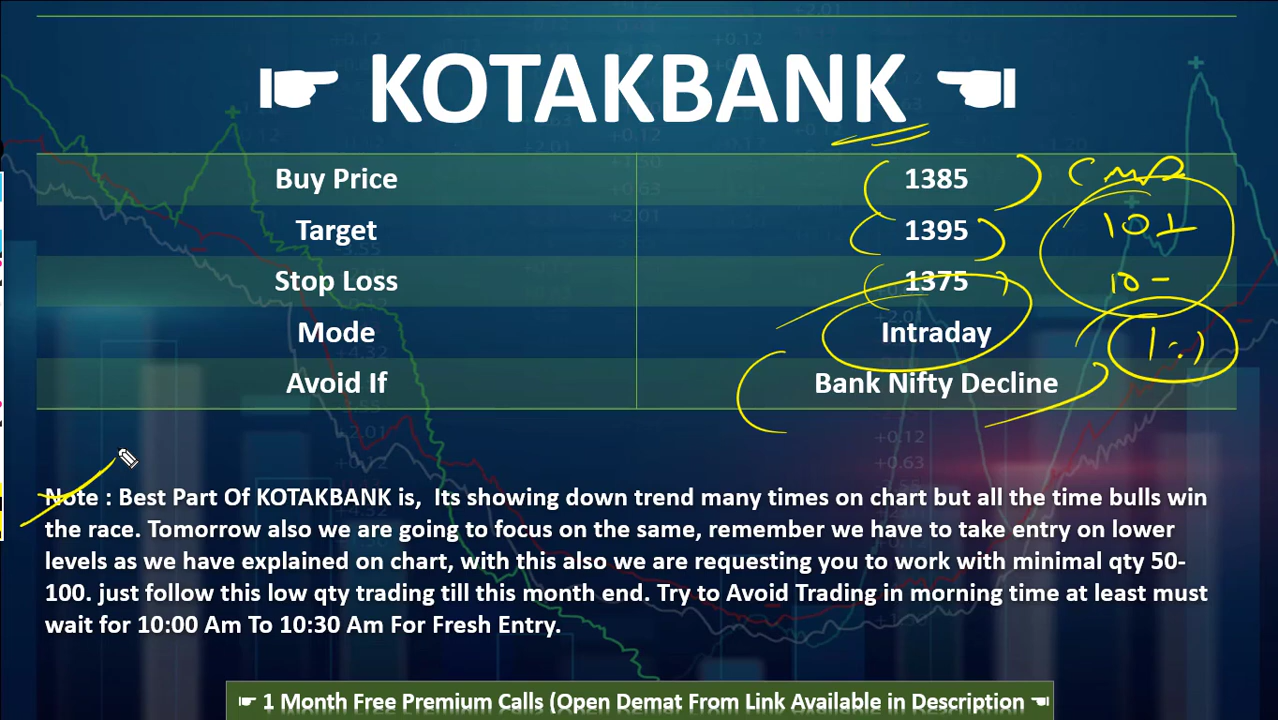 ☛ KOTAKBANK ☚
Buy Price 1385 CMP
Target 1395 10+
Stop Loss 1375 10-
Mode Intraday 1:1
Avoid If Bank Nifty Decline
Note : Best Part Of KOTAKBANK is, Its showing down trend many times on chart but all the time bulls win
the race. Tomorrow also we are going to focus on the same, remember we have to take entry on lower
levels as we have explained on chart, with this also we are requesting you to work with minimal qty 50-
100. just follow this low qty trading till this month end. Try to Avoid Trading in morning time at least must
wait for 10:00 Am To 10:30 Am For Fresh Entry.
☛ 1 Month Free Premium Calls (Open Demat From Link Available in Description ☚